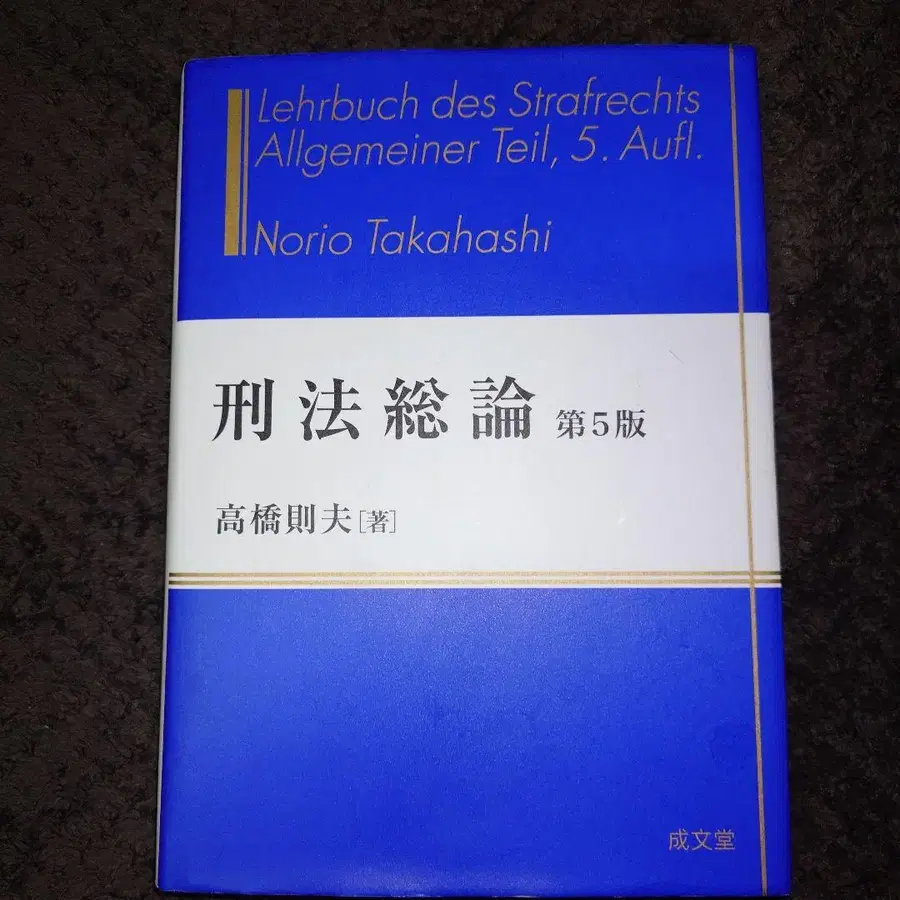 Lehrbuch des Strafrechts
Allgemeiner Teil, 5. Aufl.
Norio Takahashi
刑法総論 第5版
高橋則夫[著]
成文堂